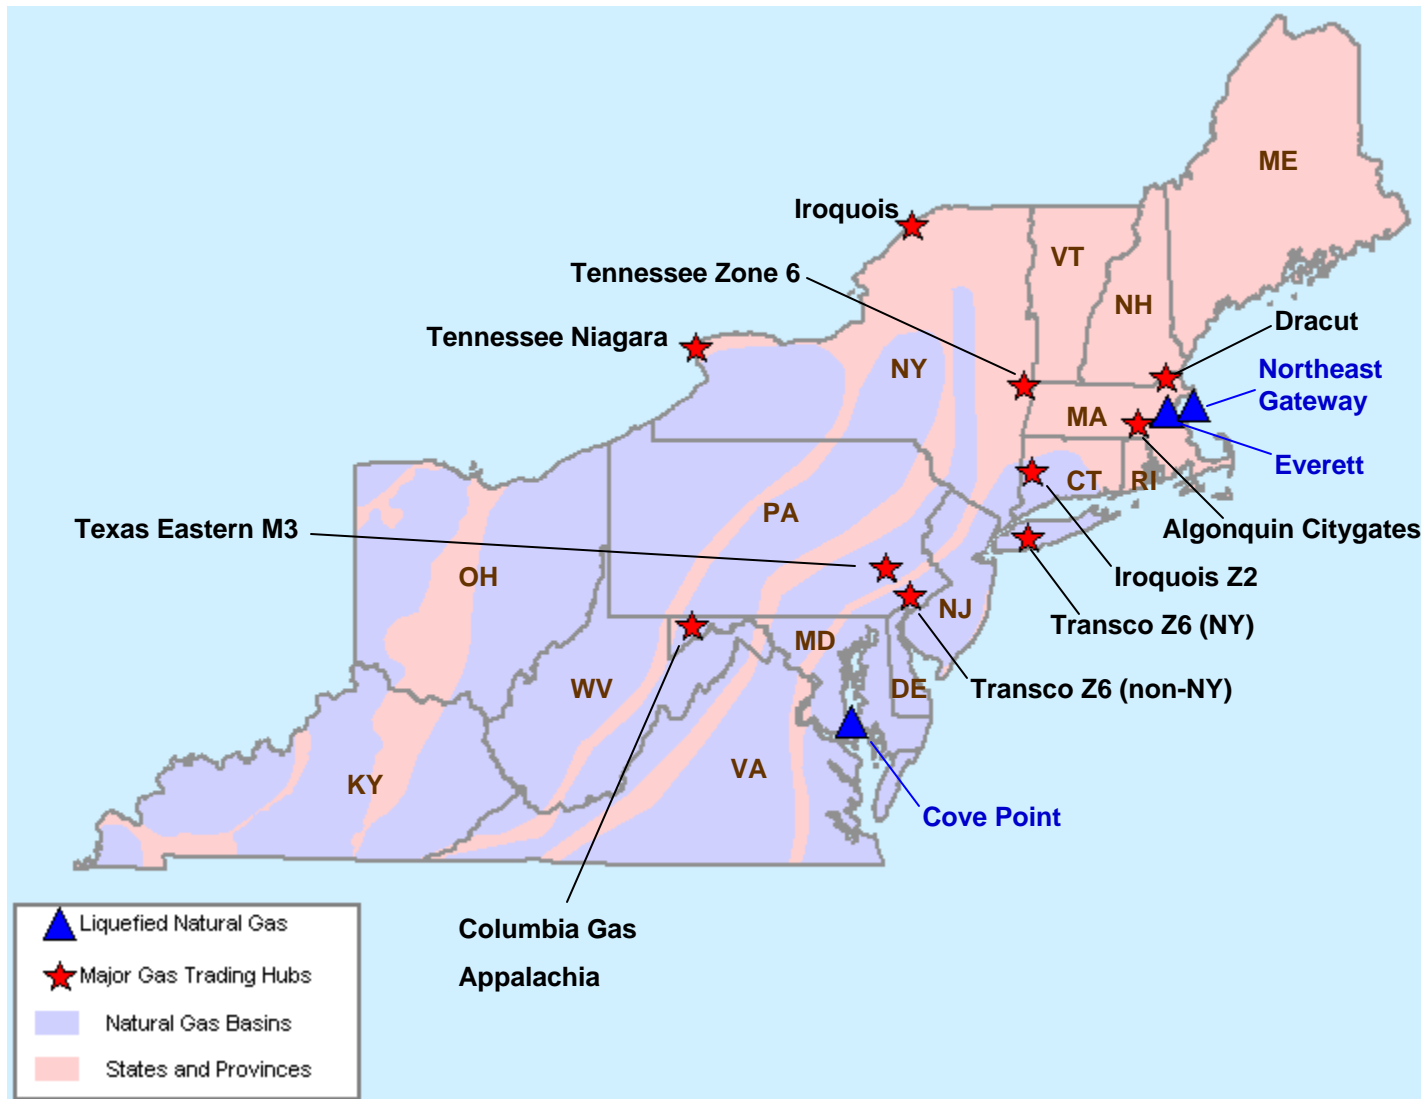 ME
Iroquois
VT
Tennessee Zone 6
NH
Dracut
Tennessee Niagara
NY
Northeast
Gateway
MA
Everett
CT
RI
PA
Texas Eastern M3
Algonquin Citygates
OH
Iroquois Z2
NJ
Transco Z6 (NY)
MD
WV
DE
Transco Z6 (non-NY)
VA
KY
Cove Point
Columbia Gas
Appalachia
Liquefied Natural Gas
Major Gas Trading Hubs
Natural Gas Basins
States and Provinces